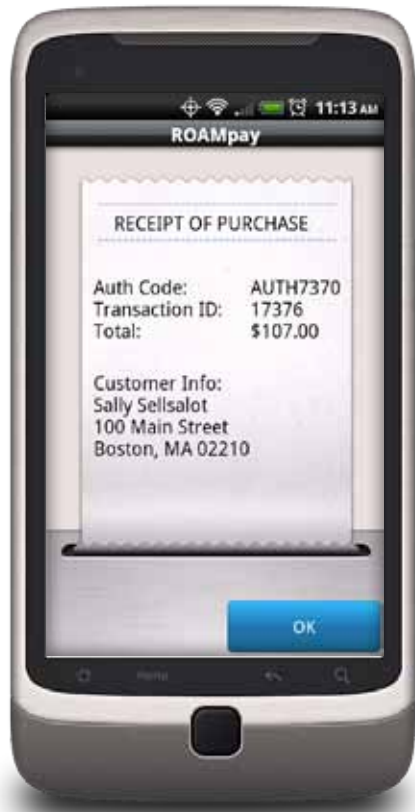 11:13 AM
ROAMpay
RECEIPT OF PURCHASE
Auth Code: AUTH7370
Transaction ID: 17376
Total: $107.00
Customer Info:
Sally Sellsalot
100 Main Street
Boston, MA 02210
OK
menu